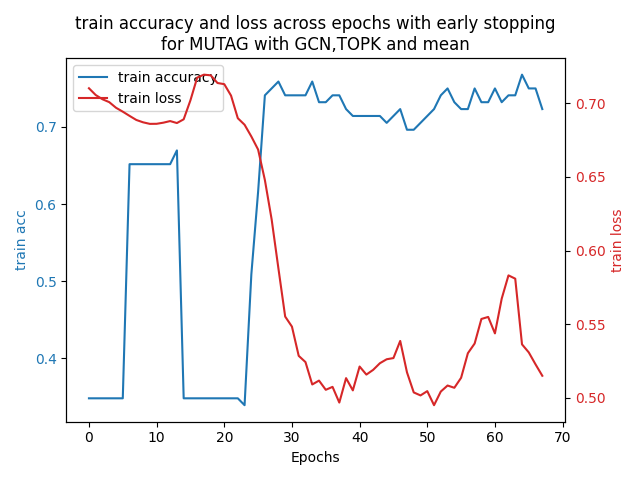 train accuracy and loss across epochs with early stopping
for MUTAG with GCN,TOPK and mean
train accuracy
train loss
train acc
0.7
0.6
0.5
0.4
0.70
0.65
0.60
0.55
0.50
train loss
0 10 20 30 40 50 60 70
Epochs